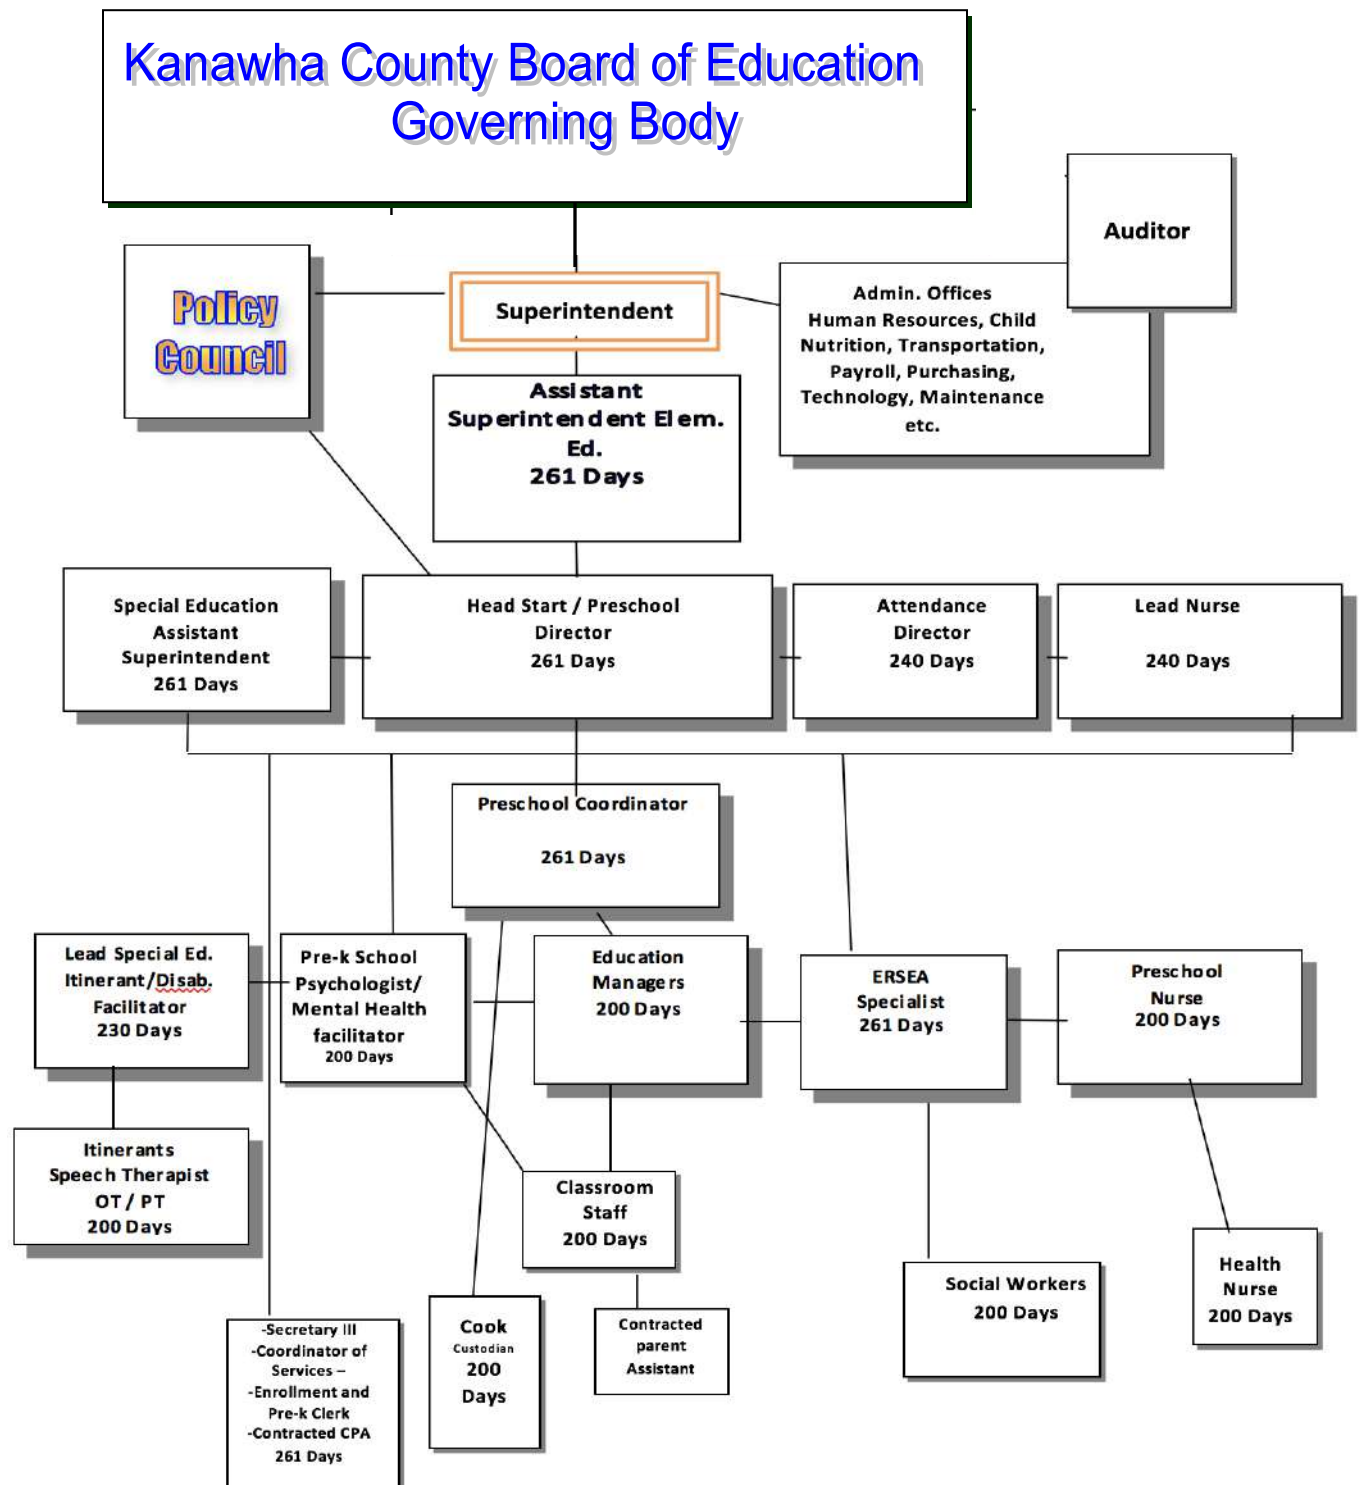 Kanawha County Board of Education
Governing Body
Auditor
Policy
Council
Superintendent
Admin. Offices
Human Resources, Child
Nutrition, Transportation,
Payroll, Purchasing,
Technology, Maintenance
etc.
Assistant
Superintendent Elem.
Ed.
261 Days
Special Education
Assistant
Superintendent
261 Days
Head Start / Preschool
Director
261 Days
Attendance
Director
240 Days
Lead Nurse
240 Days
Preschool Coordinator
261 Days
Lead Special Ed.
Itinerant/Disab.
Facilitator
230 Days
Pre-k School
Psychologist/
Mental Health
facilitator
200 Days
Education
Managers
200 Days
ERSEA
Specialist
261 Days
Preschool
Nurse
200 Days
Itinerants
Speech Therapist
OT / PT
200 Days
Classroom
Staff
200 Days
Social Workers
200 Days
Health
Nurse
200 Days
-Secretary III
-Coordinator of
Services –
-Enrollment and
Pre-k Clerk
-Contracted CPA
261 Days
Cook
Custodian
200
Days
Contracted
parent
Assistant